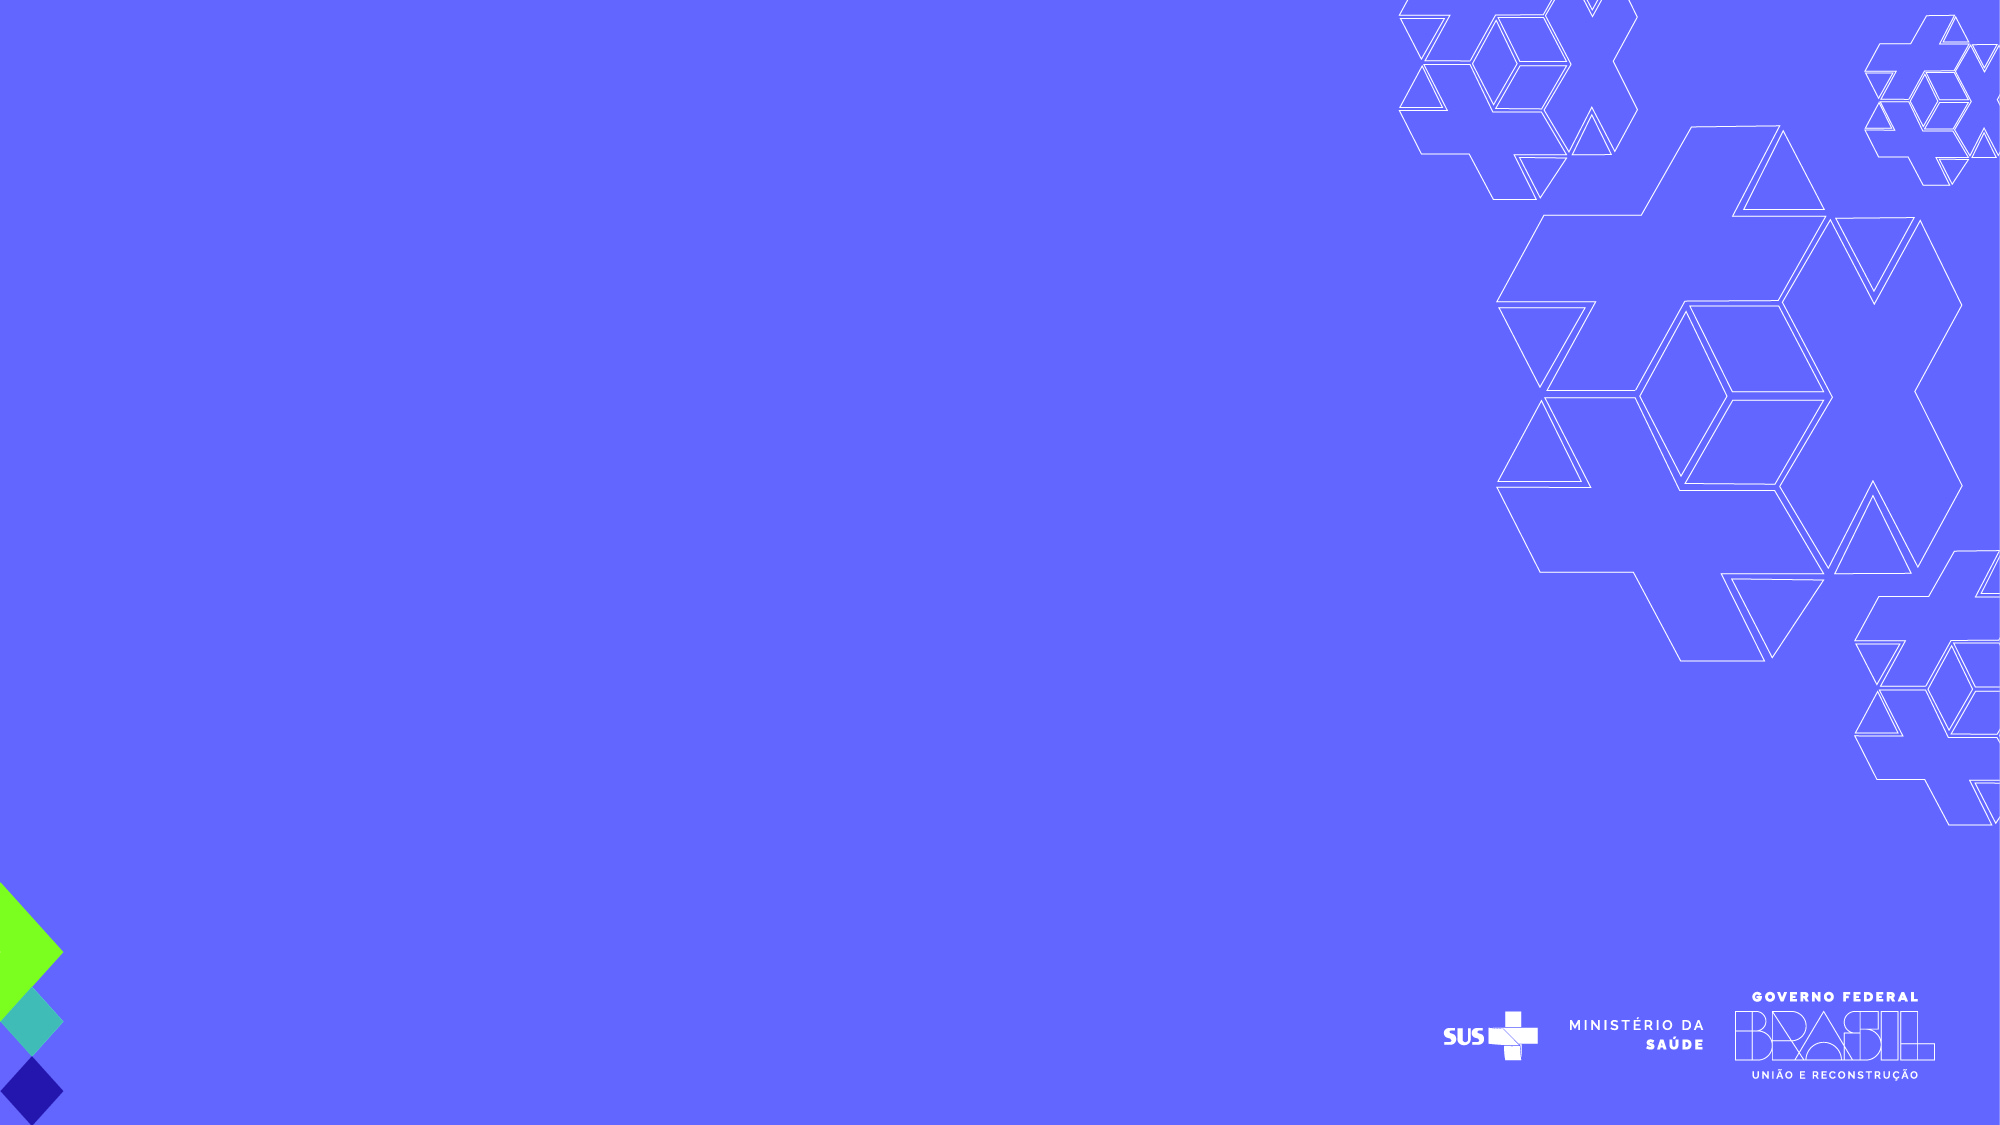 SUS
MINISTÉRIO DA
SAÚDE
GOVERNO FEDERAL
BRASIL
UNIÃO E RECONSTRUÇÃO